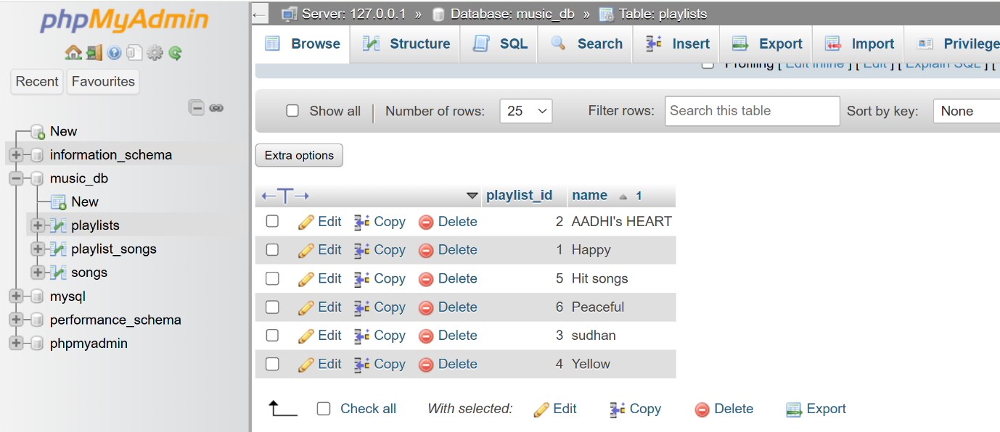 phpMyAdmin
Recent Favourites
New
information_schema
music_db
New
playlists
playlist_songs
songs
mysql
performance_schema
phpmyadmin
← Server: 127.0.0.1 » Database: music_db » Table: playlists
Browse Structure SQL Search Insert Export Import Privilege
Profiling [ Edit inline ] [ Edit ] [ Explain SQL ] [
Show all Number of rows: 25 Filter rows: Search this table Sort by key: None
Extra options
←T→ playlist_id name 1
Edit Copy Delete 2 AADHI's HEART
Edit Copy Delete 1 Happy
Edit Copy Delete 5 Hit songs
Edit Copy Delete 6 Peaceful
Edit Copy Delete 3 sudhan
Edit Copy Delete 4 Yellow
Check all With selected: Edit Copy Delete Export